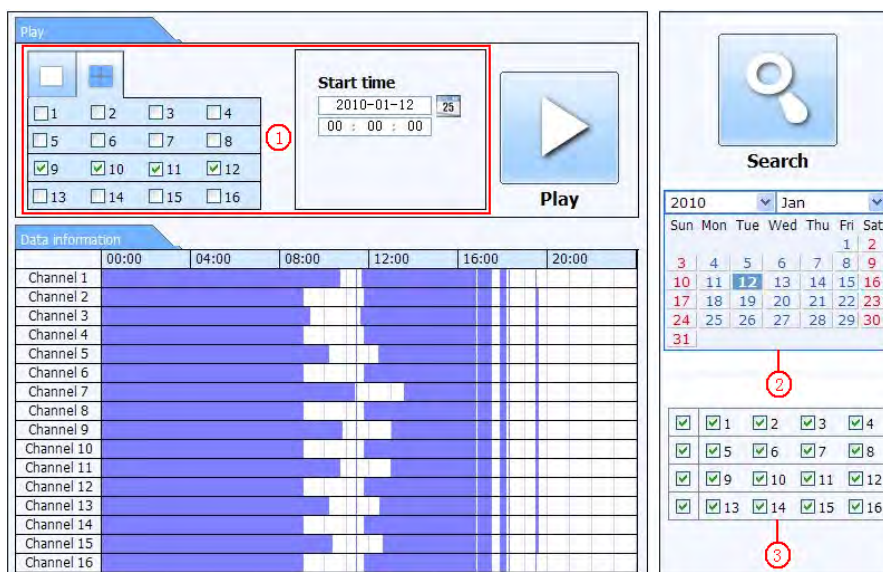 Play
1 2 3 4
5 6 7 8
9 10 11 12
13 14 15 16
1
Start time
2010-01-12 25
00 : 00 : 00
Play
Data information
00:00 04:00 08:00 12:00 16:00 20:00
Channel 1
Channel 2
Channel 3
Channel 4
Channel 5
Channel 6
Channel 7
Channel 8
Channel 9
Channel 10
Channel 11
Channel 12
Channel 13
Channel 14
Channel 15
Channel 16
Search
2010 Jan
Sun Mon Tue Wed Thu Fri Sat
1 2
3 4 5 6 7 8 9
10 11 12 13 14 15 16
17 18 19 20 21 22 23
24 25 26 27 28 29 30
31
2
1 2 3 4
5 6 7 8
9 10 11 12
13 14 15 16
3